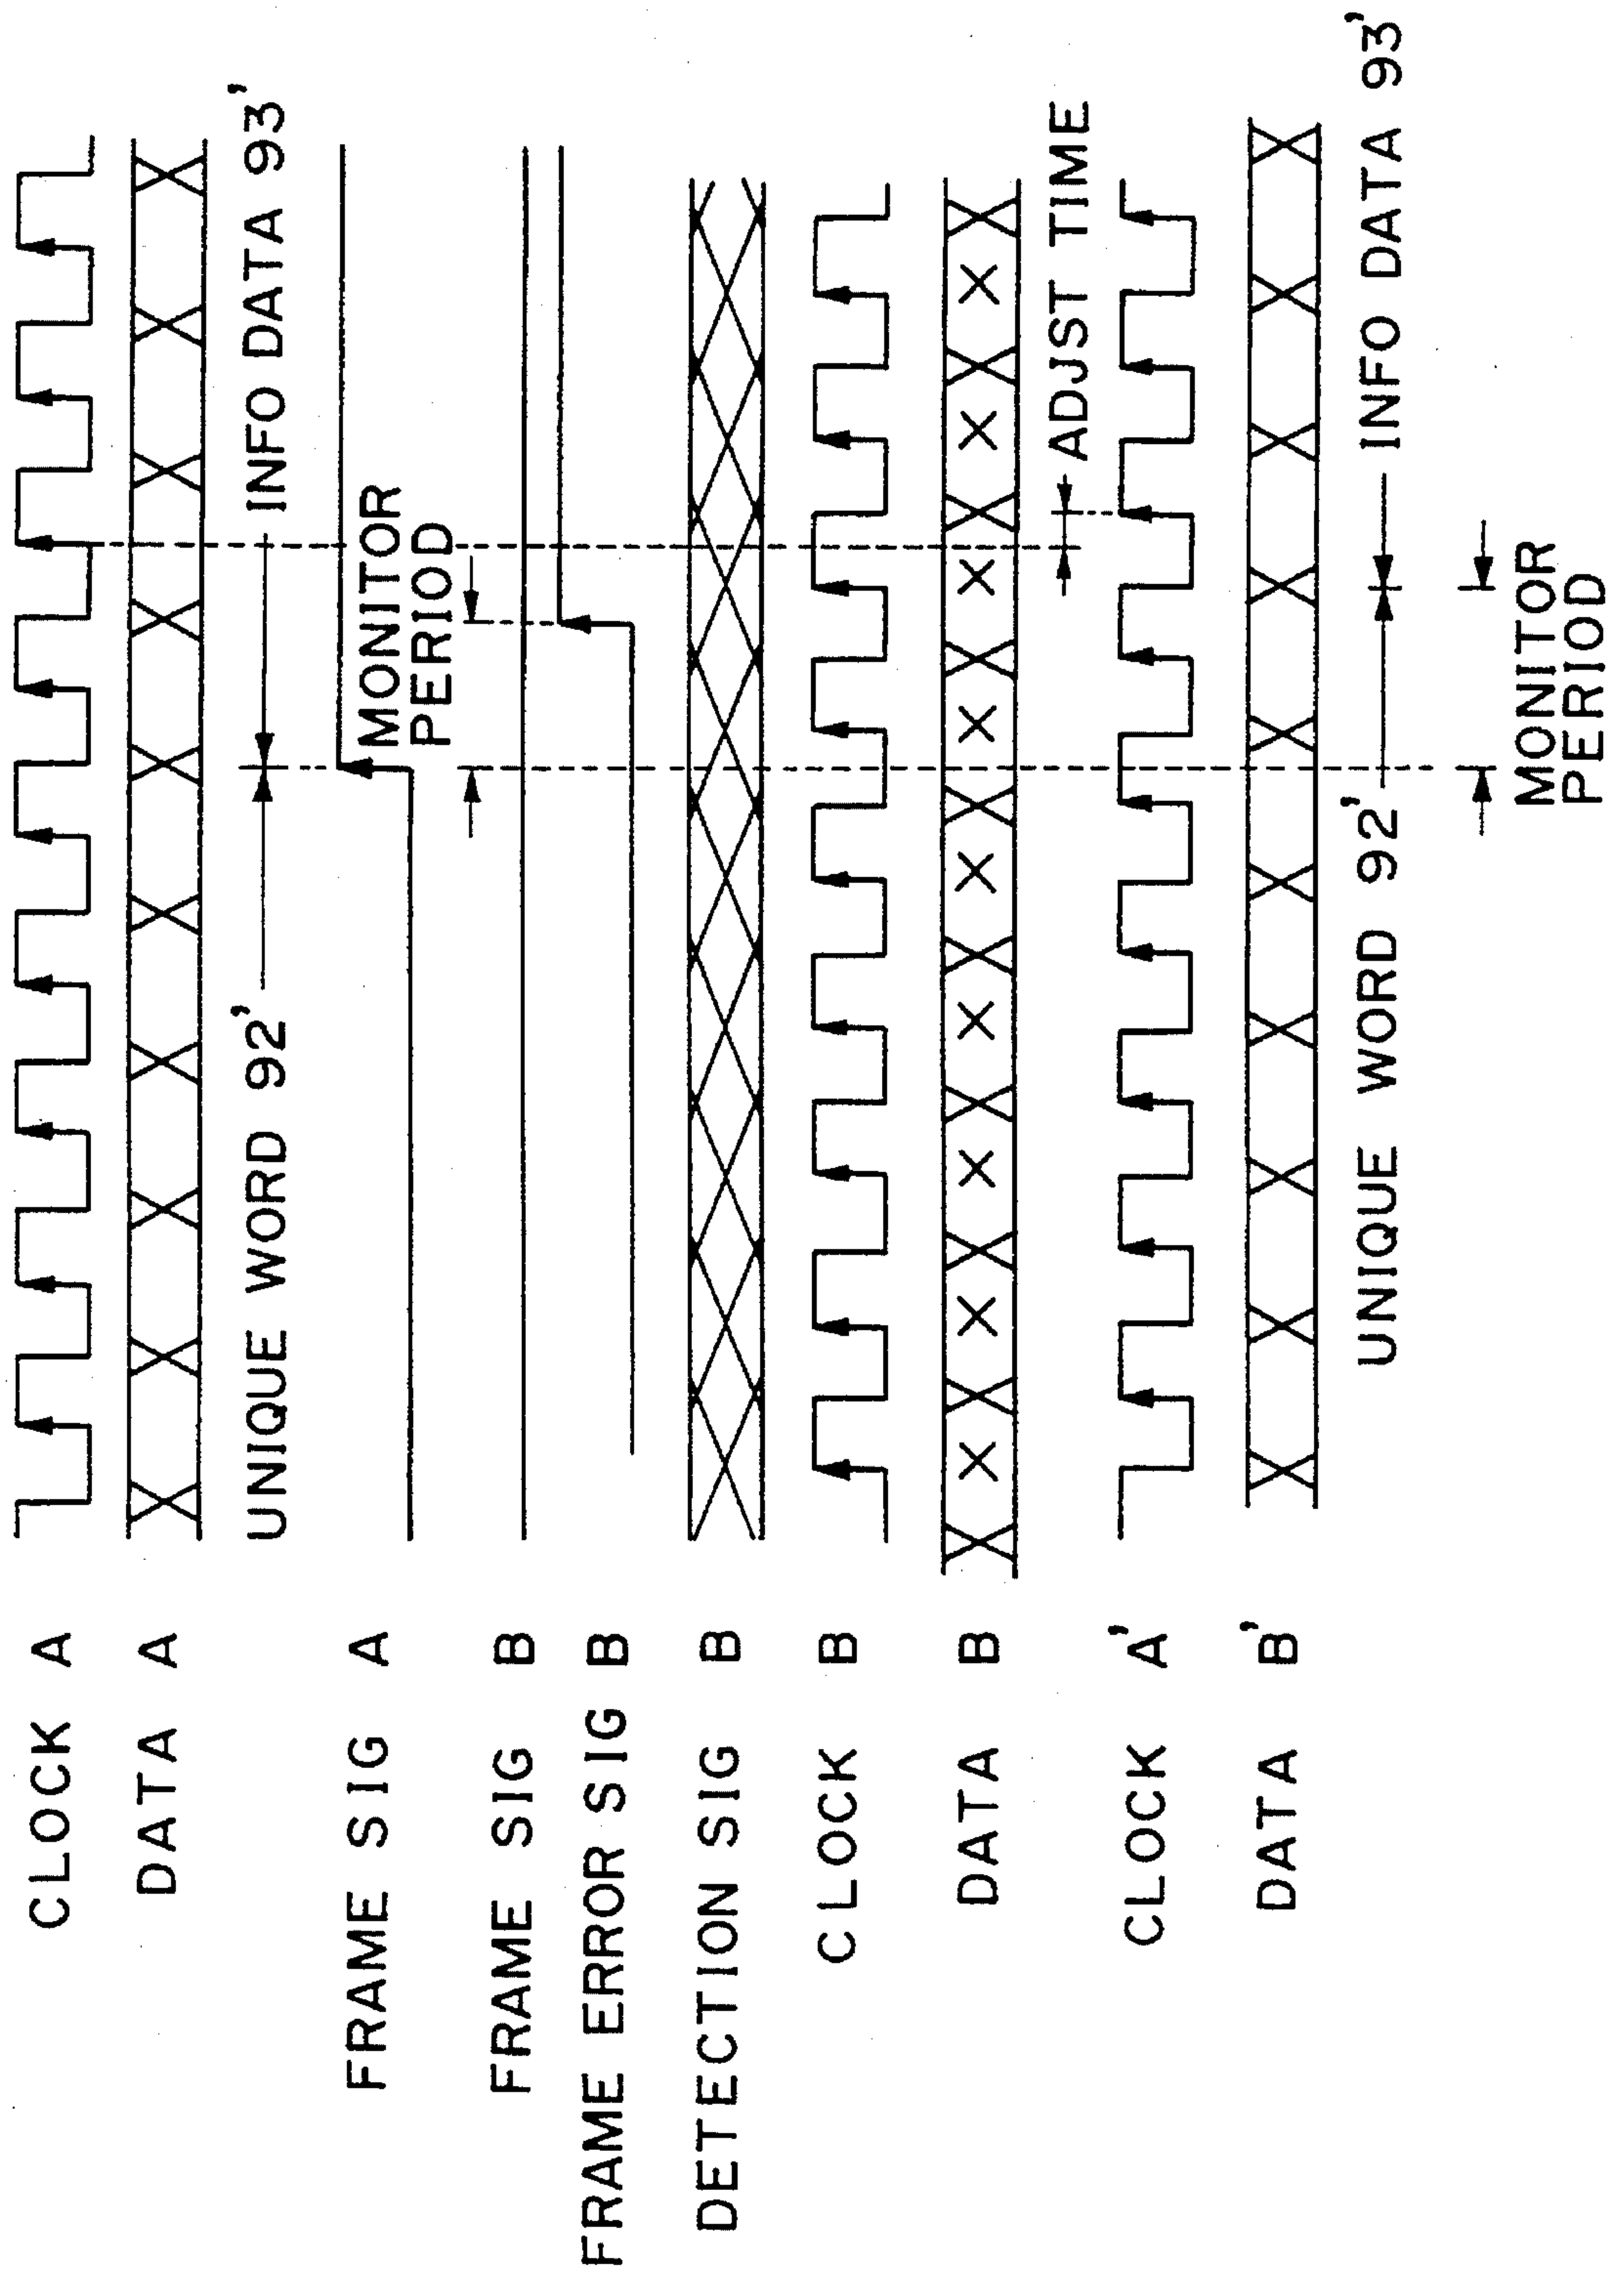 CLOCK A
DATA A
UNIQUE WORD 92' INFO DATA 93'
FRAME SIG A
MONITOR
PERIOD
FRAME SIG B
FRAME ERROR SIG B
DETECTION SIG B
CLOCK B
DATA B
ADJUST TIME
CLOCK A'
DATA B'
UNIQUE WORD 92' INFO DATA 93'
MONITOR
PERIOD